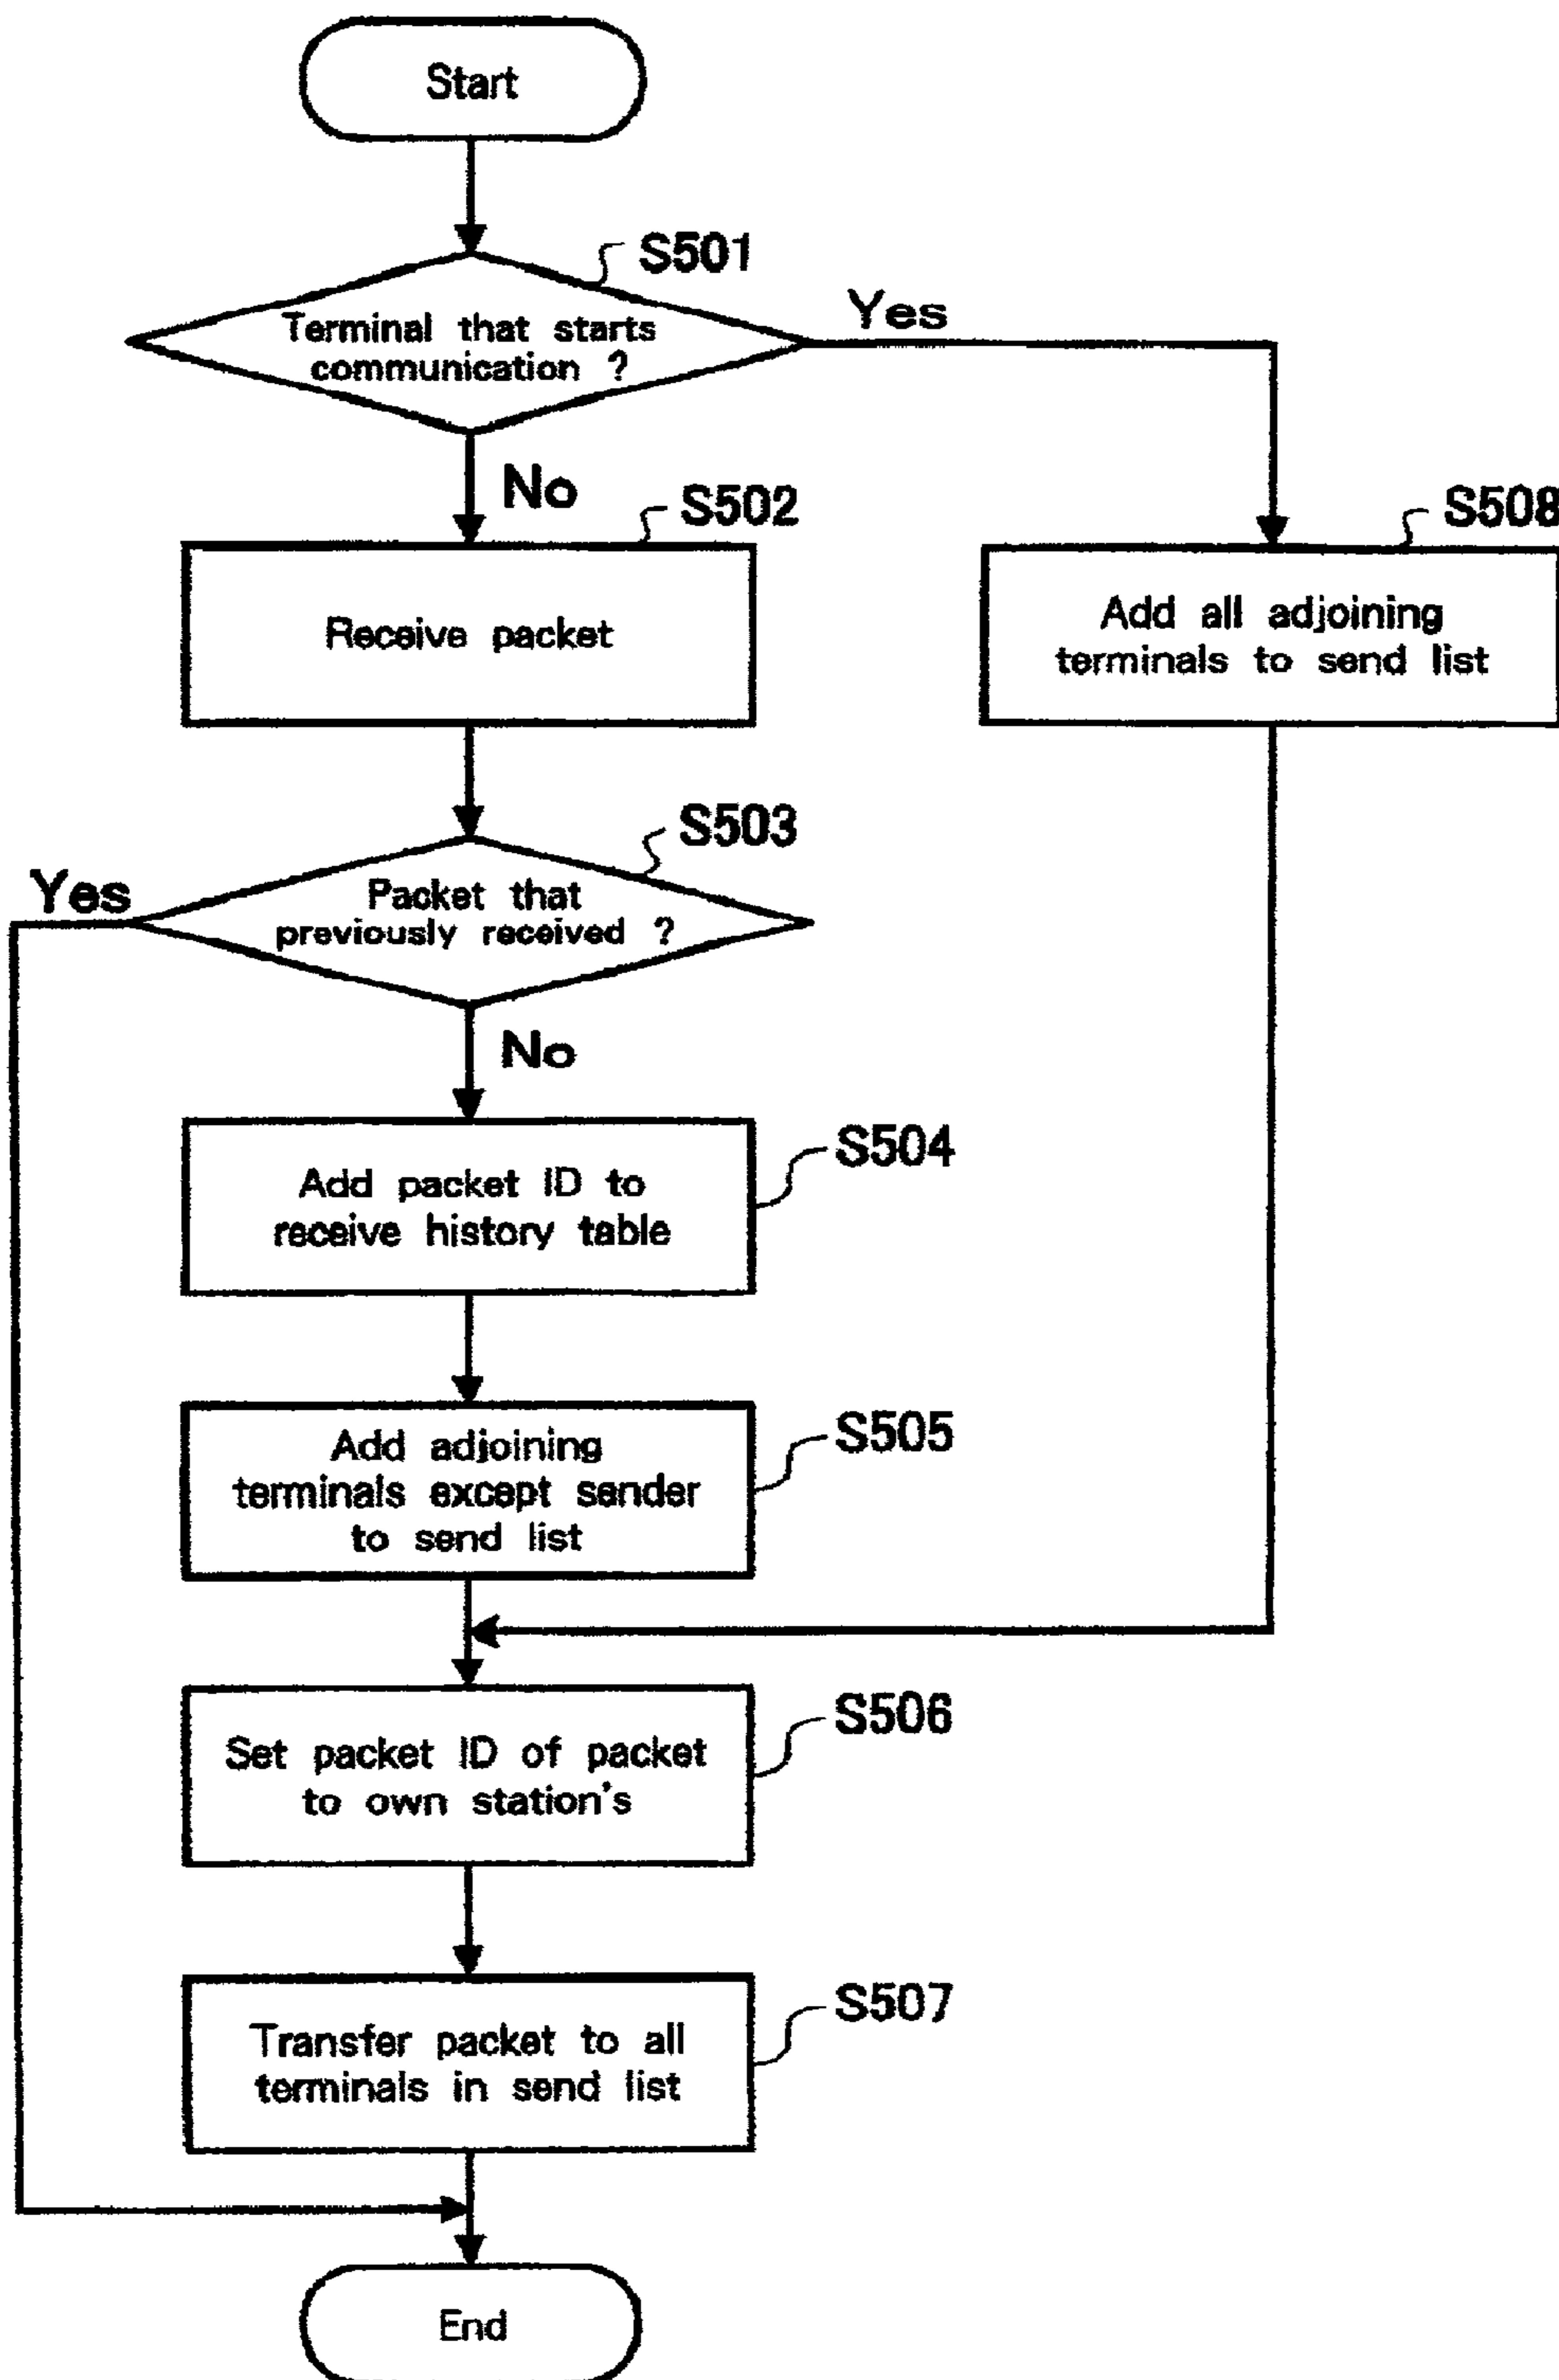 Start
S501
Terminal that starts
communication ?
Yes
No
S502
Receive packet
S508
Add all adjoining
terminals to send list
S503
Yes
Packet that
previously received ?
No
S504
Add packet ID to
receive history table
S505
Add adjoining
terminals except sender
to send list
S506
Set packet ID of packet
to own station's
S507
Transfer packet to all
terminals in send list
End